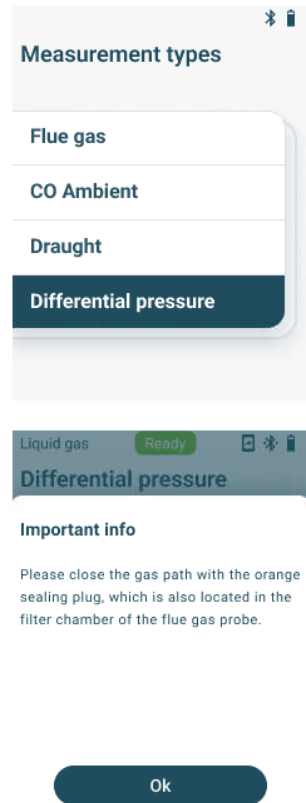 Measurement types
Flue gas
CO Ambient
Draught
Differential pressure
Liquid gas Ready
Differential pressure
Important info
Please close the gas path with the orange
sealing plug, which is also located in the
filter chamber of the flue gas probe.
Ok